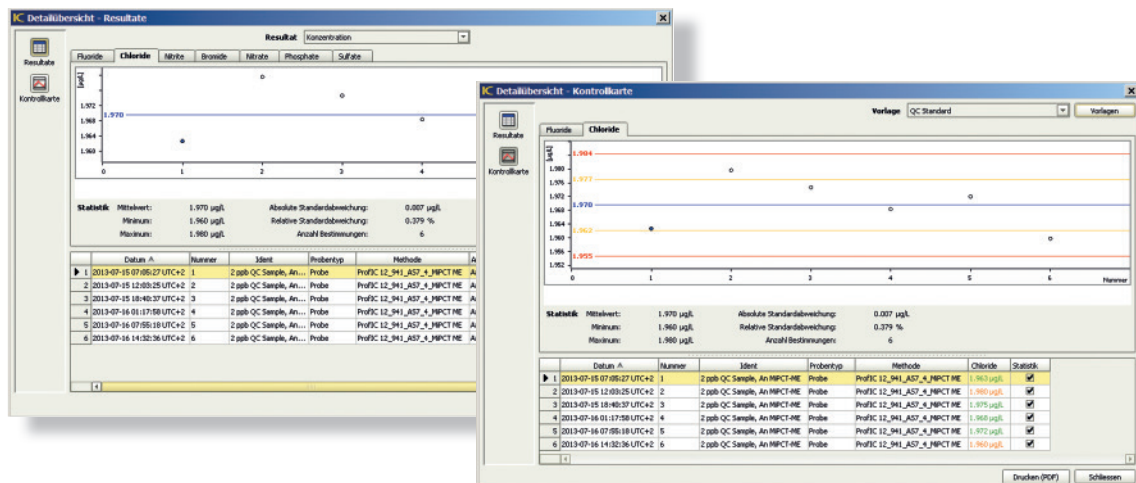 Detailübersicht - Resultate
Resultate
Kontrollkarte
Resultat Konzentration
Fluoride Chloride Nitrite Bromide Nitrate Phosphate Sulfate
[µg/L]
1.972
1.970
1.968
1.964
1.960
0 1 2 3 4
Statistik Mittelwert: 1.970 µg/L Absolute Standardabweichung: 0.007 µg/L
Minimum: 1.960 µg/L Relative Standardabweichung: 0.379 %
Maximum: 1.980 µg/L Anzahl Bestimmungen: 6
Datum Nummer Ident Probentyp Methode
1 2013-07-15 07:05:27 UTC+2 1 2 ppb QC Sample, An... Probe ProfIC 12_941_AS7_4_MiPCT ME
2 2013-07-15 12:03:25 UTC+2 2 2 ppb QC Sample, An... Probe ProfIC 12_941_AS7_4_MiPCT ME
3 2013-07-15 18:40:37 UTC+2 3 2 ppb QC Sample, An... Probe ProfIC 12_941_AS7_4_MiPCT ME
4 2013-07-16 01:17:58 UTC+2 4 2 ppb QC Sample, An... Probe ProfIC 12_941_AS7_4_MiPCT ME
5 2013-07-16 07:55:18 UTC+2 5 2 ppb QC Sample, An... Probe ProfIC 12_941_AS7_4_MiPCT ME
6 2013-07-16 14:32:36 UTC+2 6 2 ppb QC Sample, An... Probe ProfIC 12_941_AS7_4_MiPCT ME
Detailübersicht - Kontrollkarte
Resultate
Kontrollkarte
Vorlage QC Standard Vorlagen
Fluoride Chloride
[µg/L]
1.984
1.980
1.977
1.976
1.972
1.970
1.968
1.964
1.962
1.960
1.956
1.955
1.952
0 1 2 3 4 5 6 Nummer
Statistik Mittelwert: 1.970 µg/L Absolute Standardabweichung: 0.007 µg/L
Minimum: 1.960 µg/L Relative Standardabweichung: 0.379 %
Maximum: 1.980 µg/L Anzahl Bestimmungen: 6
Datum Nummer Ident Probentyp Methode Chloride Statistik
1 2013-07-15 07:05:27 UTC+2 1 2 ppb QC Sample, An MiPCT-ME Probe ProfIC 12_941_AS7_4_MiPCT ME 1.963 µg/L
2 2013-07-15 12:03:25 UTC+2 2 2 ppb QC Sample, An MiPCT-ME Probe ProfIC 12_941_AS7_4_MiPCT ME 1.980 µg/L
3 2013-07-15 18:40:37 UTC+2 3 2 ppb QC Sample, An MiPCT-ME Probe ProfIC 12_941_AS7_4_MiPCT ME 1.975 µg/L
4 2013-07-16 01:17:58 UTC+2 4 2 ppb QC Sample, An MiPCT-ME Probe ProfIC 12_941_AS7_4_MiPCT ME 1.968 µg/L
5 2013-07-16 07:55:18 UTC+2 5 2 ppb QC Sample, An MiPCT-ME Probe ProfIC 12_941_AS7_4_MiPCT ME 1.972 µg/L
6 2013-07-16 14:32:36 UTC+2 6 2 ppb QC Sample, An MiPCT-ME Probe ProfIC 12_941_AS7_4_MiPCT ME 1.960 µg/L
Drucken (PDF) Schliessen